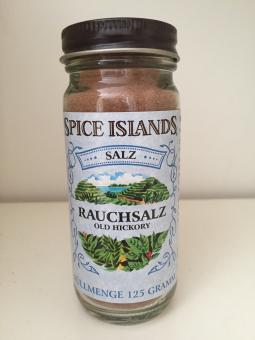 SPICE ISLANDS
SALZ
RAUCHSALZ
OLD HICKORY
FÜLLMENGE 125 GRAMM